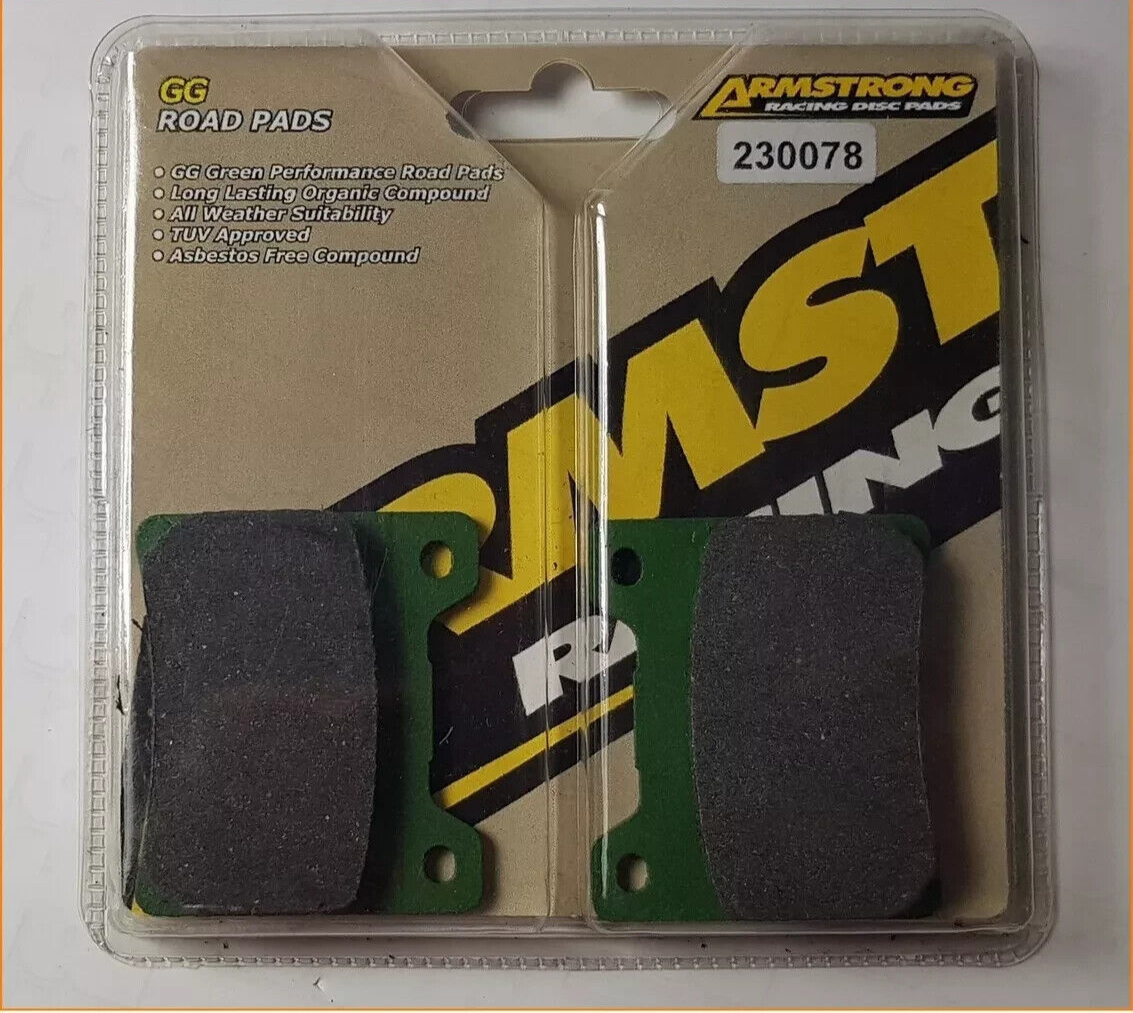 GG
ROAD PADS
• GG Green Performance Road Pads
• Long Lasting Organic Compound
• All Weather Suitability
• TUV Approved
• Asbestos Free Compound
ARMSTRONG
RACING DISC PADS
230078
RMST
RACING